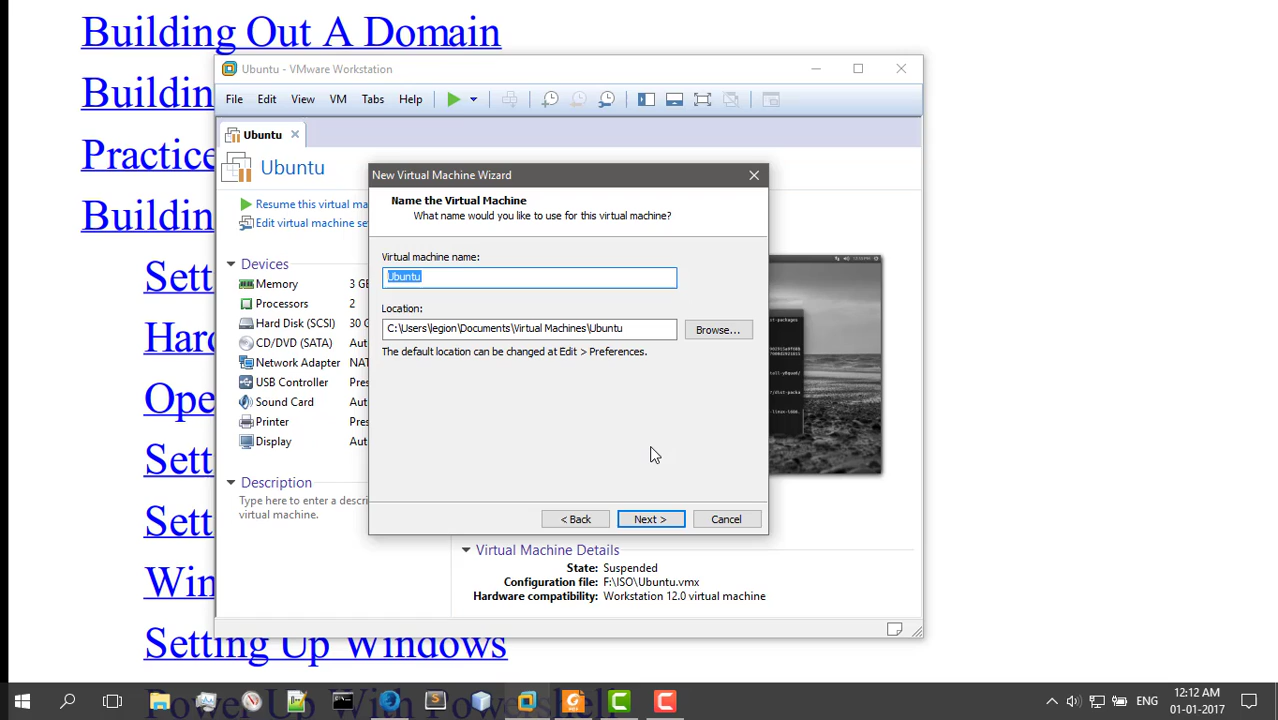 Building Out A Domain
Ubuntu - VMware Workstation
Building
File Edit View VM Tabs Help
Ubuntu
Practice
Ubuntu
New Virtual Machine Wizard
Name the Virtual Machine
What name would you like to use for this virtual machine?
Building
Resume this virtual ma
Edit virtual machine se
Virtual machine name:
Ubuntu
Location:
C:\Users\legion\Documents\Virtual Machines\Ubuntu
Browse...
The default location can be changed at Edit > Preferences.
Devices
Memory 3 GE
Processors 2
Hard Disk (SCSI) 30 G
CD/DVD (SATA) Aut
Network Adapter NAT
USB Controller Pres
Sound Card Aut
Printer Pres
Display Aut
Description
Type here to enter a descri
virtual machine.
< Back Next > Cancel
Virtual Machine Details
State: Suspended
Configuration file: F:\ISO\Ubuntu.vmx
Hardware compatibility: Workstation 12.0 virtual machine
Sett
Hard
Ope
Sett
Sett
Win
Setting Up Windows
Power Up With Powershell
ENG
12:12 AM
01-01-2017